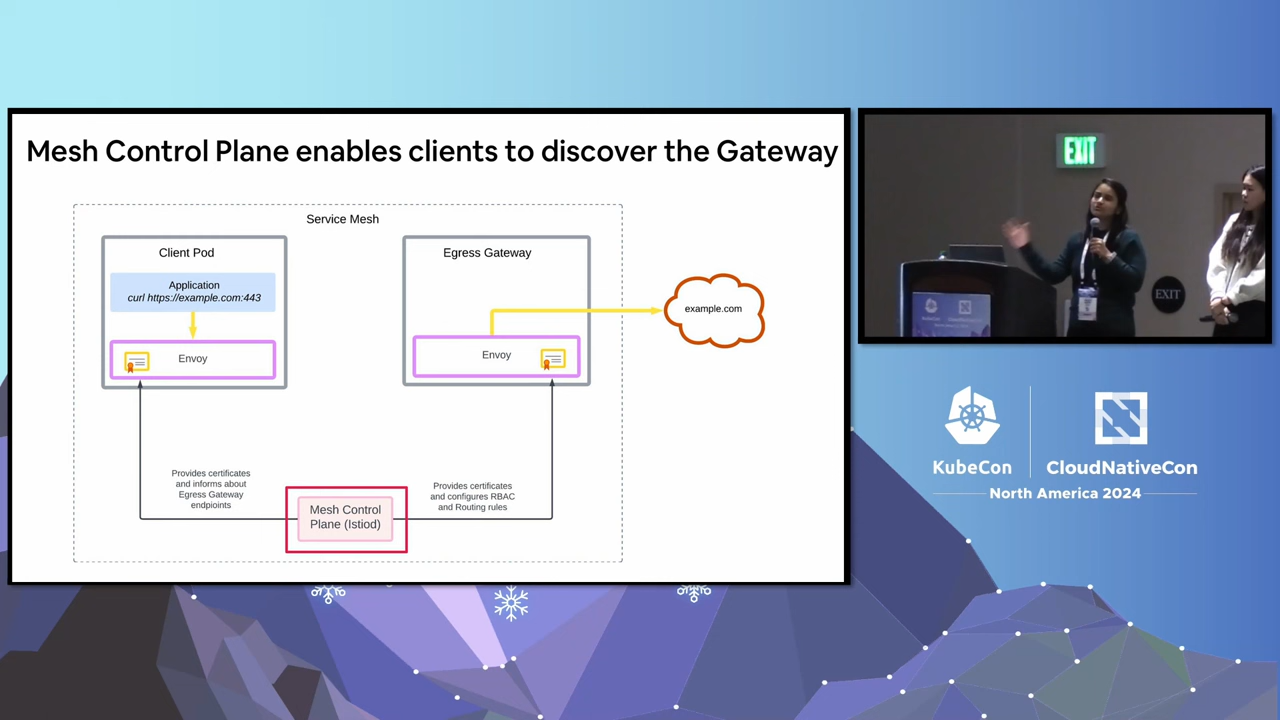 Mesh Control Plane enables clients to discover the Gateway
Service Mesh
Client Pod
Application
curl https://example.com:443
Envoy
Egress Gateway
Envoy
example.com
Provides certificates
and informs about
Egress Gateway
endpioints
Provides certificates
and configures RBAC
and Routing rules
Mesh Control
Plane (Istiod)
EXIT
EXIT
KubeCon
CloudNativeCon
North America 2024